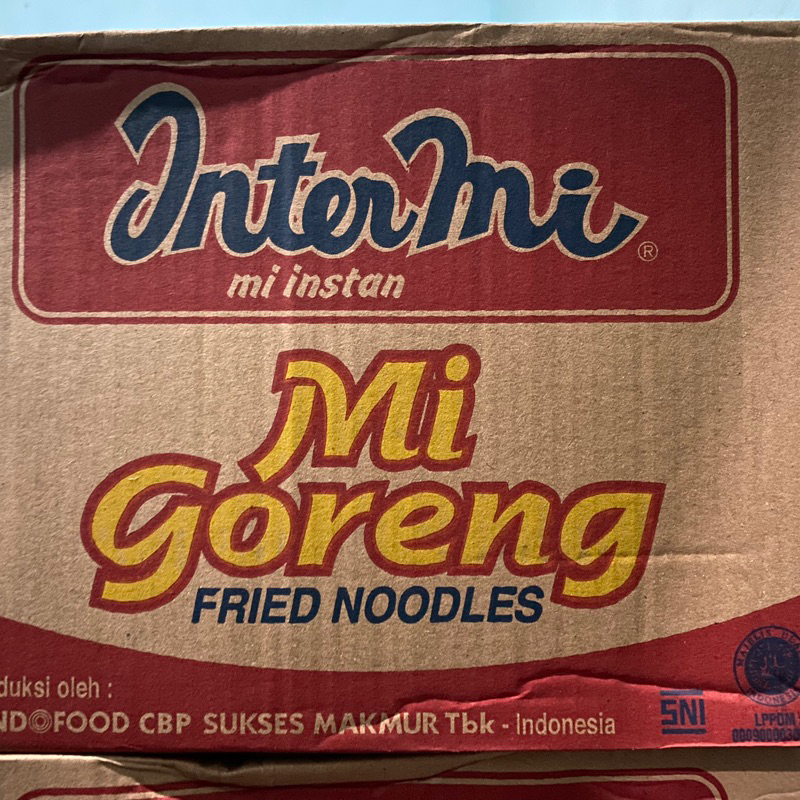 InterMi ®
mi instan
Mi
Goreng
FRIED NOODLES
duksi oleh :
NDOFOOD CBP SUKSES MAKMUR Tbk - Indonesia
SNI
LPPOM